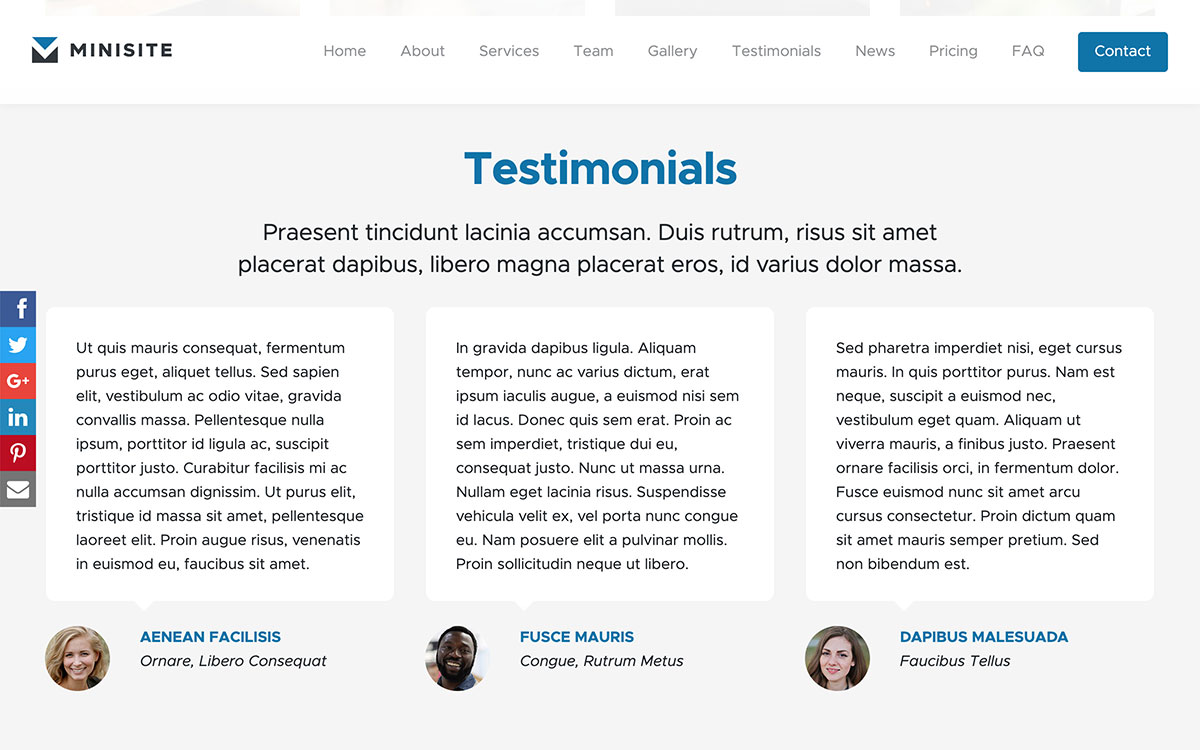 MINISITE
Home About Services Team Gallery Testimonials News Pricing FAQ Contact
Testimonials
Praesent tincidunt lacinia accumsan. Duis rutrum, risus sit amet
placerat dapibus, libero magna placerat eros, id varius dolor massa.
f
G+
in
Ut quis mauris consequat, fermentum
purus eget, aliquet tellus. Sed sapien
elit, vestibulum ac odio vitae, gravida
convallis massa. Pellentesque nulla
ipsum, porttitor id ligula ac, suscipit
porttitor justo. Curabitur facilisis mi ac
nulla accumsan dignissim. Ut purus elit,
tristique id massa sit amet, pellentesque
laoreet elit. Proin augue risus, venenatis
in euismod eu, faucibus sit amet.
AENEAN FACILISIS
Ornare, Libero Consequat
In gravida dapibus ligula. Aliquam
tempor, nunc ac varius dictum, erat
ipsum iaculis augue, a euismod nisi sem
id lacus. Donec quis sem erat. Proin ac
sem imperdiet, tristique dui eu,
consequat justo. Nunc ut massa urna.
Nullam eget lacinia risus. Suspendisse
vehicula velit ex, vel porta nunc congue
eu. Nam posuere elit a pulvinar mollis.
Proin sollicitudin neque ut libero.
FUSCE MAURIS
Congue, Rutrum Metus
Sed pharetra imperdiet nisi, eget cursus
mauris. In quis porttitor purus. Nam est
neque, suscipit a euismod nec,
vestibulum eget quam. Aliquam ut
viverra mauris, a finibus justo. Praesent
ornare facilisis orci, in fermentum dolor.
Fusce euismod nunc sit amet arcu
cursus consectetur. Proin dictum quam
sit amet mauris semper pretium. Sed
non bibendum est.
DAPIBUS MALESUADA
Faucibus Tellus